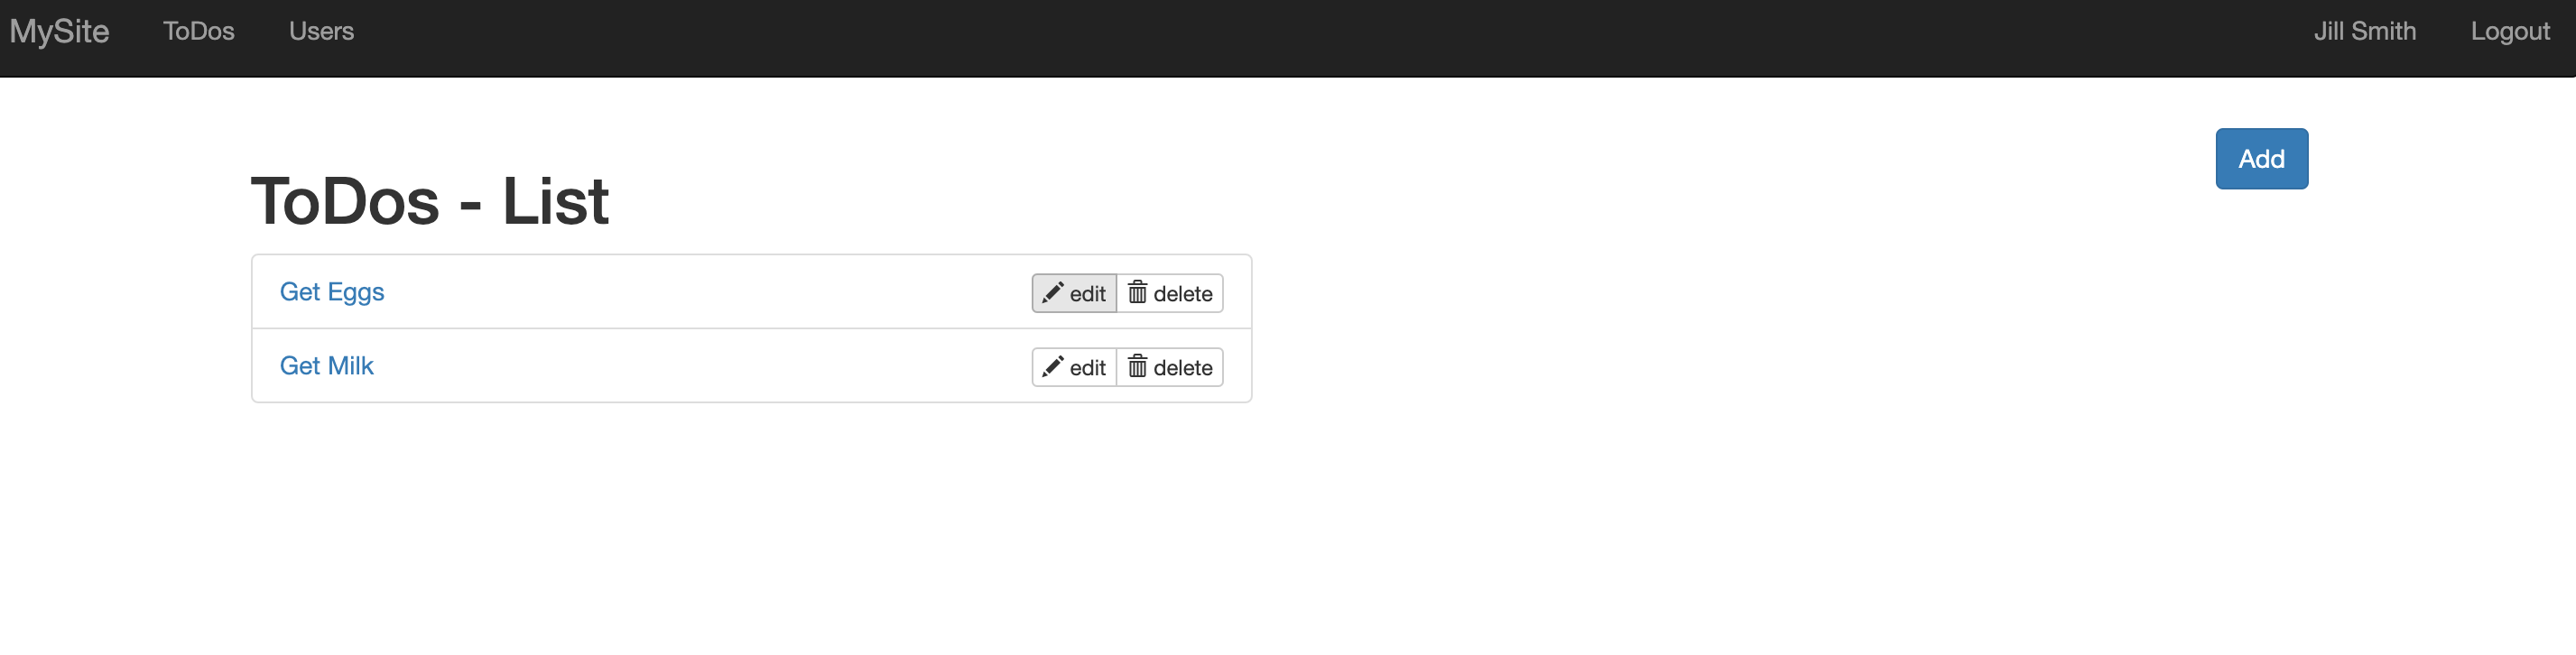 MySite ToDos Users Jill Smith Logout
Add
ToDos - List
Get Eggs edit delete
Get Milk edit delete